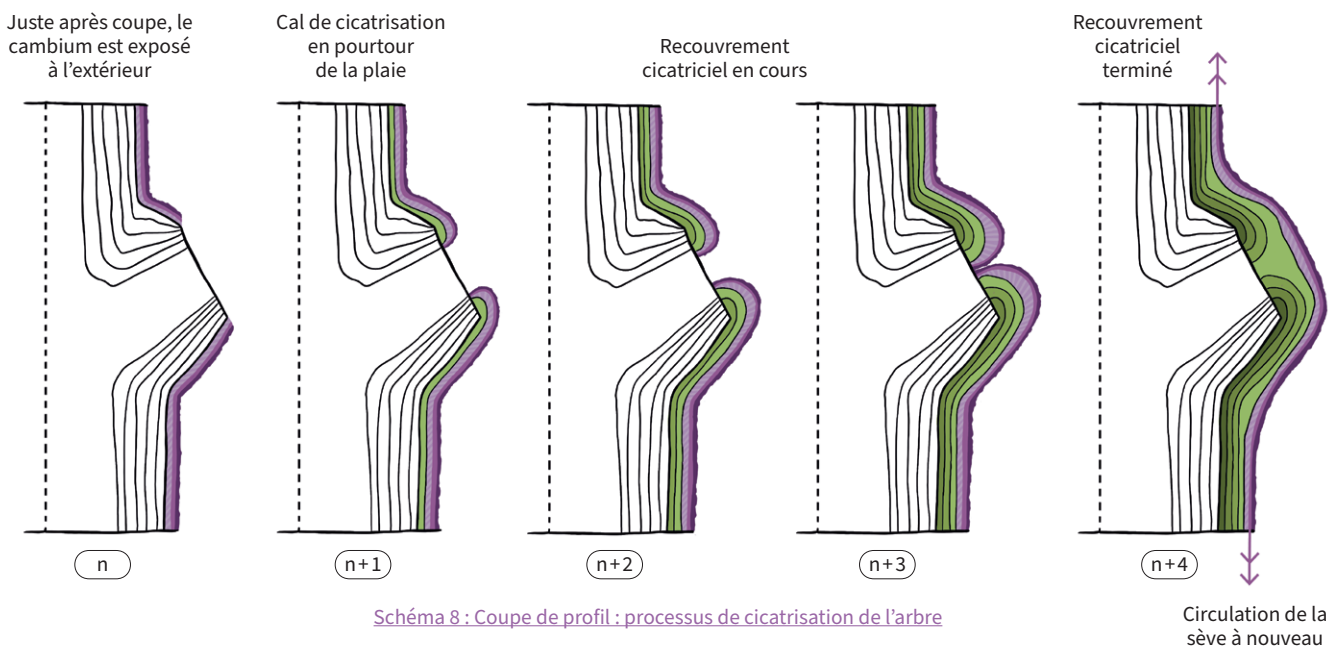 Juste après coupe, le
cambium est exposé
à l’extérieur
Cal de cicatrisation
en pourtour
de la plaie
Recouvrement
cicatriciel en cours
Recouvrement
cicatriciel
terminé
n
n+1
n+2
n+3
n+4
Schéma 8 : Coupe de profil : processus de cicatrisation de l’arbre
Circulation de la
sève à nouveau